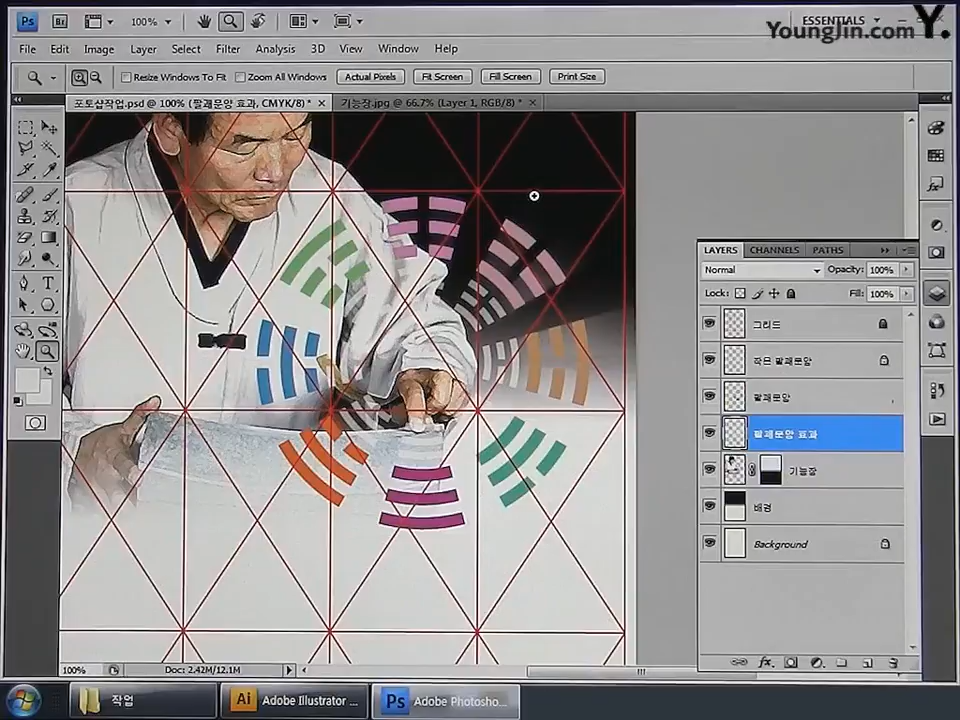 Ps Br 100% ESSENTIALS
YoungJin.com Y.
File Edit Image Layer Select Filter Analysis 3D View Window Help
Resize Windows To Fit Zoom All Windows Actual Pixels Fit Screen Fill Screen Print Size
포토샵작업.psd @ 100% (팔괘문양 효과, CMYK/8) * × 기능장.jpg @ 66.7% (Layer 1, RGB/8) * ×
LAYERS CHANNELS PATHS
Normal Opacity: 100%
Lock: Fill: 100%
그리드
작은 팔괘문양
팔괘문양
팔괘문양 효과
기능장
배경
Background
100% Doc: 2.42M/12.1M
작업 Ai Adobe Illustrator ... Ps Adobe Photosho...